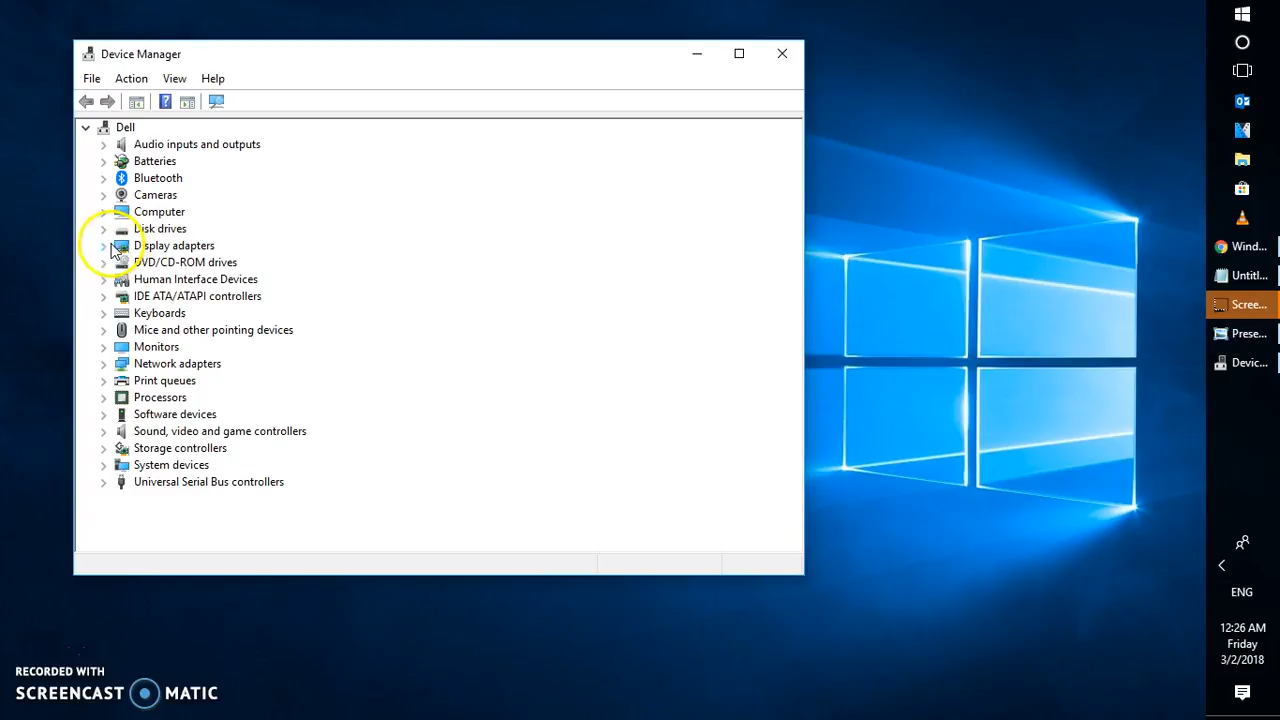 Device Manager
File Action View Help
Dell
Audio inputs and outputs
Batteries
Bluetooth
Cameras
Computer
Disk drives
Display adapters
DVD/CD-ROM drives
Human Interface Devices
IDE ATA/ATAPI controllers
Keyboards
Mice and other pointing devices
Monitors
Network adapters
Print queues
Processors
Software devices
Sound, video and game controllers
Storage controllers
System devices
Universal Serial Bus controllers
Wind...
Untitl...
Scree...
Prese...
Devic...
ENG
12:26 AM
Friday
3/2/2018
RECORDED WITH
SCREENCAST MATIC